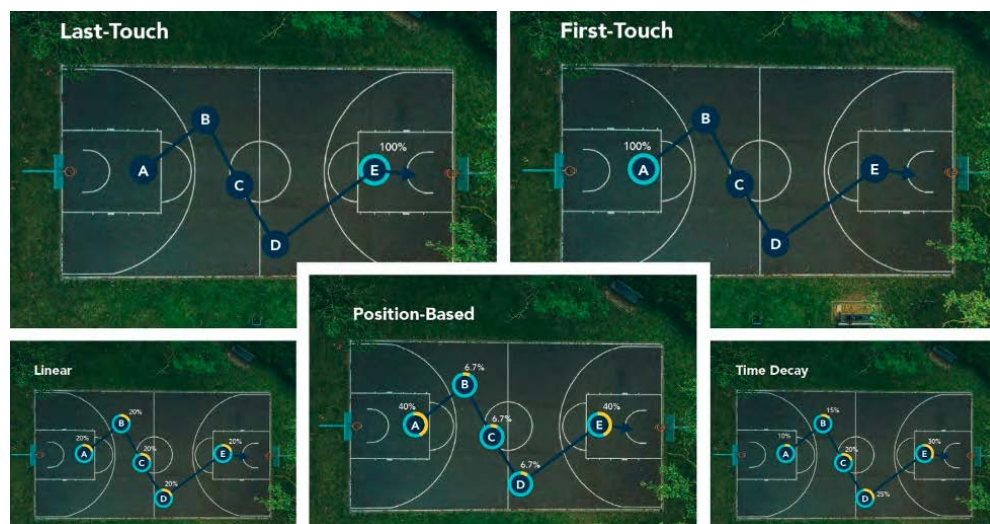 Last-Touch
B
A
C
D
100%
E
First-Touch
B
100%
A
C
D
E
Position-Based
6.7%
B
40%
A
6.7%
C
6.7%
D
40%
E
Linear
20%
B
20%
A
20%
C
20%
D
20%
E
Time Decay
15%
B
10%
A
20%
C
25%
D
30%
E